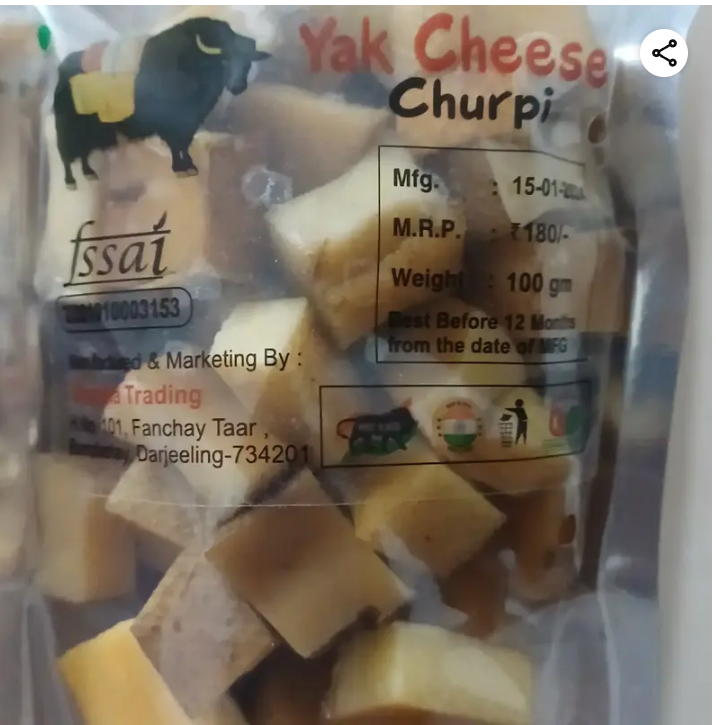 Yak Cheese
Churpi
Mfg. : 15-01-
M.R.P. : ₹180/-
Weight : 100 gm
Best Before 12 Months
from the date of MFG
fssai
& Marketing By :
Trading
101, Fanchay Taar ,
Darjeeling-734201